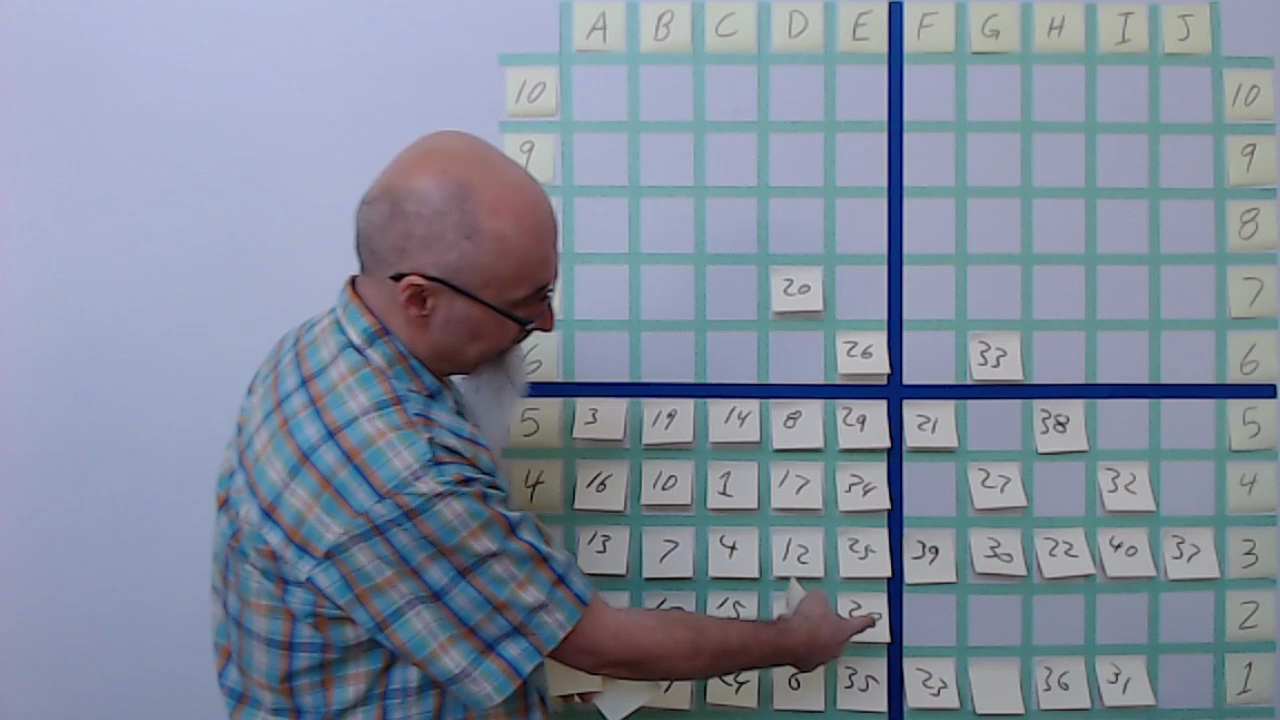 A B C D E F G H I J
10 10
9 9
8
20 7
6 26 33 6
5 3 19 14 8 29 21 38 5
4 16 10 1 17 34 27 32 4
13 7 4 12 25 39 30 22 40 37 3
15 2
6 35 23 36 31 1